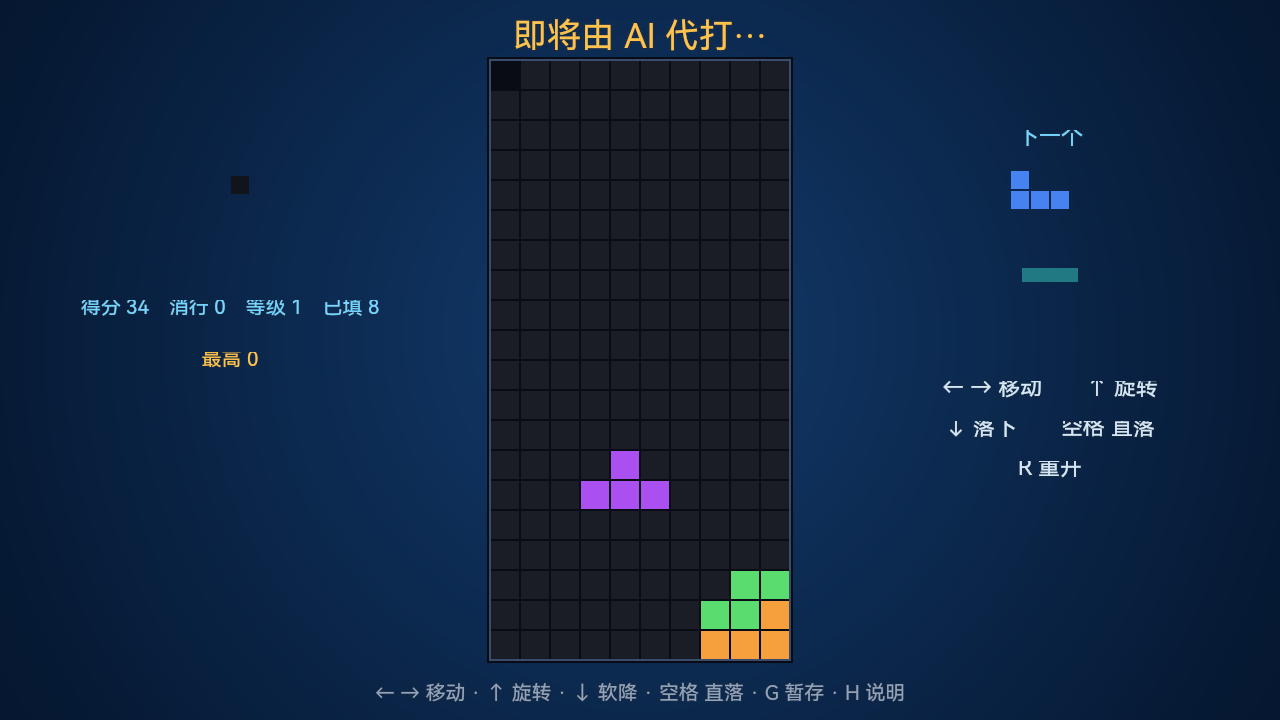 即将由 AI 代打…
下一个
得分 34 消行 0 等级 1 已填 8
最高 0
← → 移动 ↑ 旋转
↓ 落下 空格 直落
R 重开
← → 移动 · ↑ 旋转 · ↓ 软降 · 空格 直落 · G 暂存 · H 说明